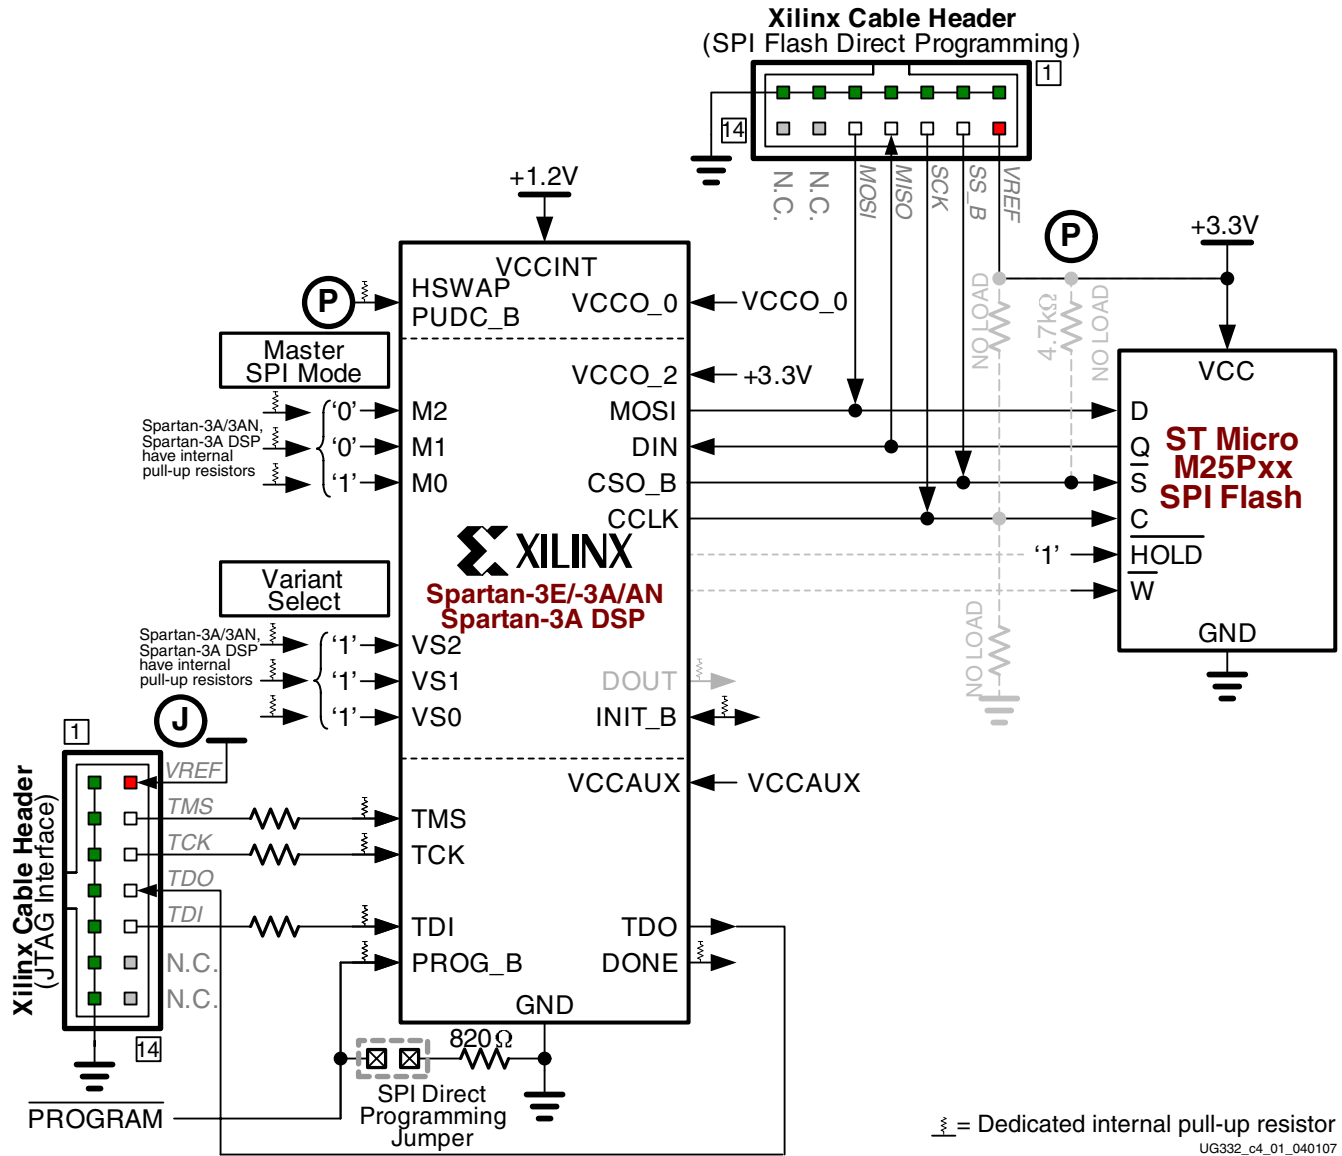 Xilinx Cable Header
(SPI Flash Direct Programming)
1
14
N.C.
N.C.
MOSI
MISO
SCK
SS_B
VREF
+1.2V
P
+3.3V
VCCINT
P
HSWAP
PUDC_B
VCCO_0
VCCO_0
NO LOAD
4.7kΩ
NO LOAD
Master
SPI Mode
VCCO_2
+3.3V
VCC
Spartan-3A/3AN,
Spartan-3A DSP
have internal
pull-up resistors
'0'
M2
'0'
M1
'1'
M0
MOSI
DIN
CSO_B
CCLK
D
Q
S
C
'1'
HOLD
W
GND
ST Micro
M25Pxx
SPI Flash
XILINX
Spartan-3E/-3A/AN
Spartan-3A DSP
Variant
Select
Spartan-3A/3AN,
Spartan-3A DSP
have internal
pull-up resistors
'1'
VS2
'1'
VS1
'1'
VS0
NO LOAD
DOUT
INIT_B
J
1
VCCAUX
VCCAUX
Xilinx Cable Header
(JTAG Interface)
VREF
TMS
TCK
TDO
TDI
N.C.
N.C.
14
TMS
TCK
TDI
PROG_B
TDO
DONE
GND
820Ω
SPI Direct
Programming
Jumper
PROGRAM
= Dedicated internal pull-up resistor
UG332_c4_01_040107